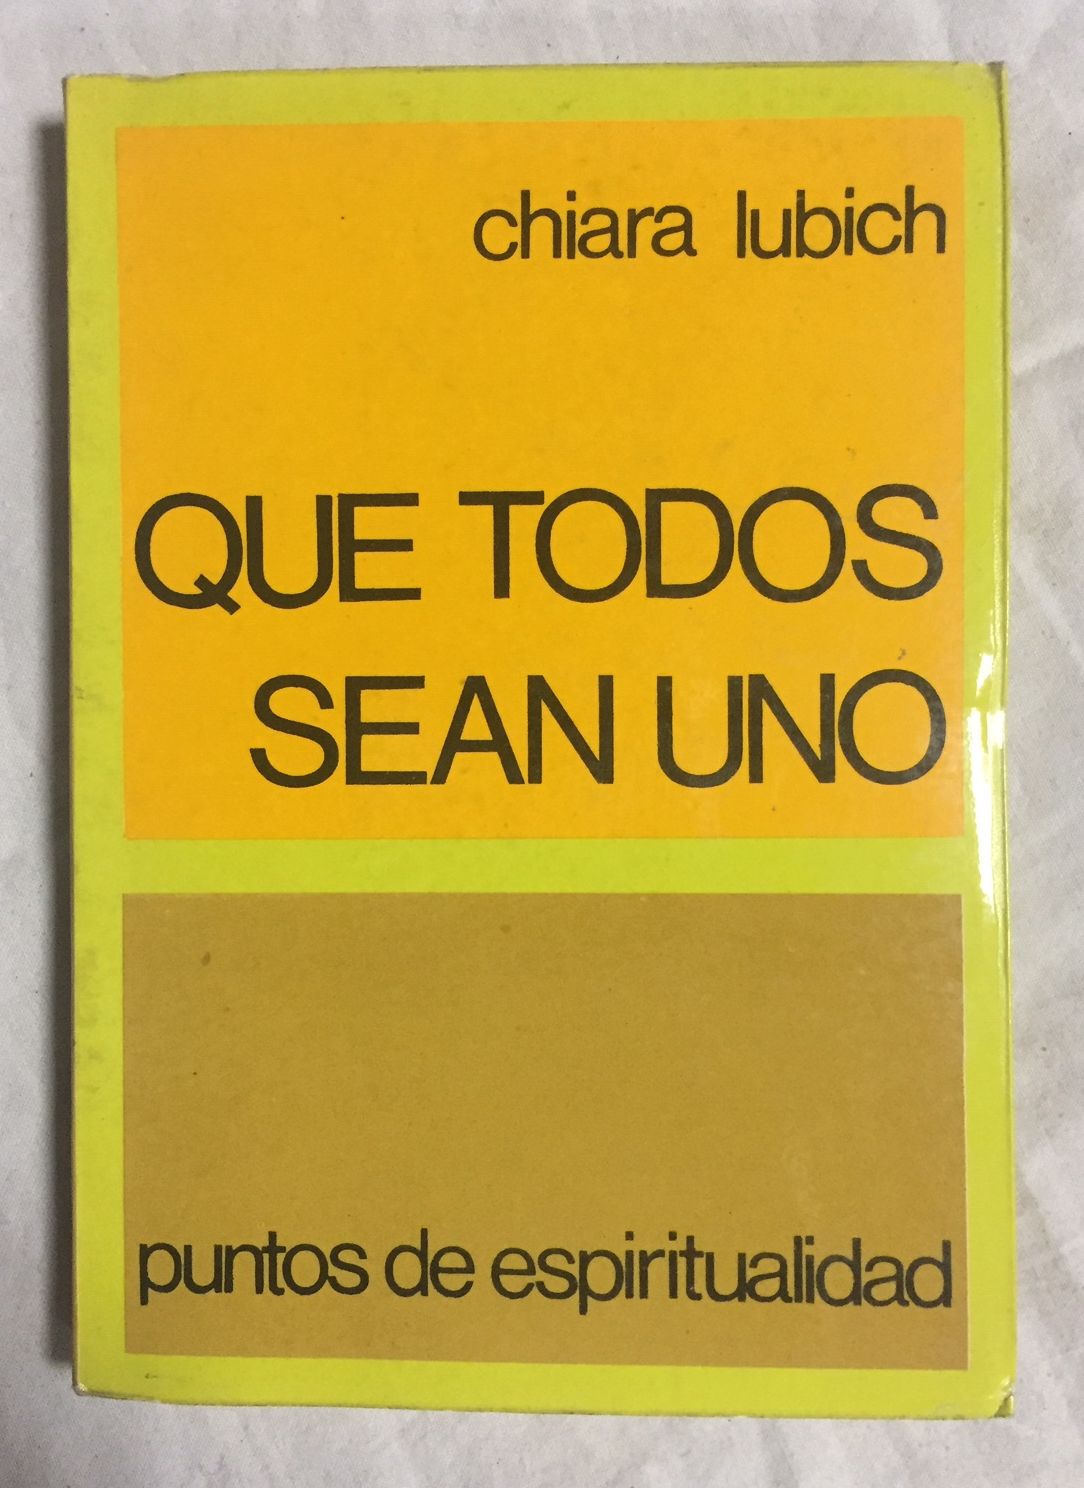 chiara lubich
QUE TODOS
SEAN UNO
puntos de espiritualidad